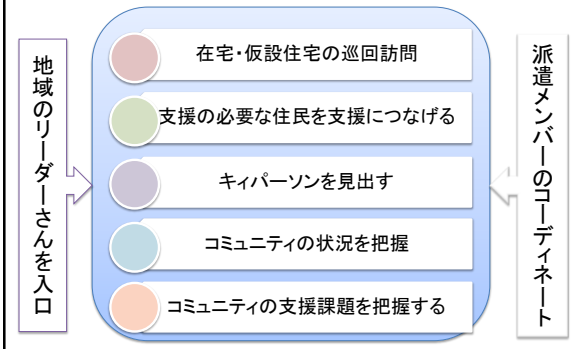 地域のリーダーさんを入口
在宅・仮設住宅の巡回訪問
支援の必要な住民を支援につなげる
キィパーソンを見出す
コミュニティの状況を把握
コミュニティの支援課題を把握する
派遣メンバーのコーディネート